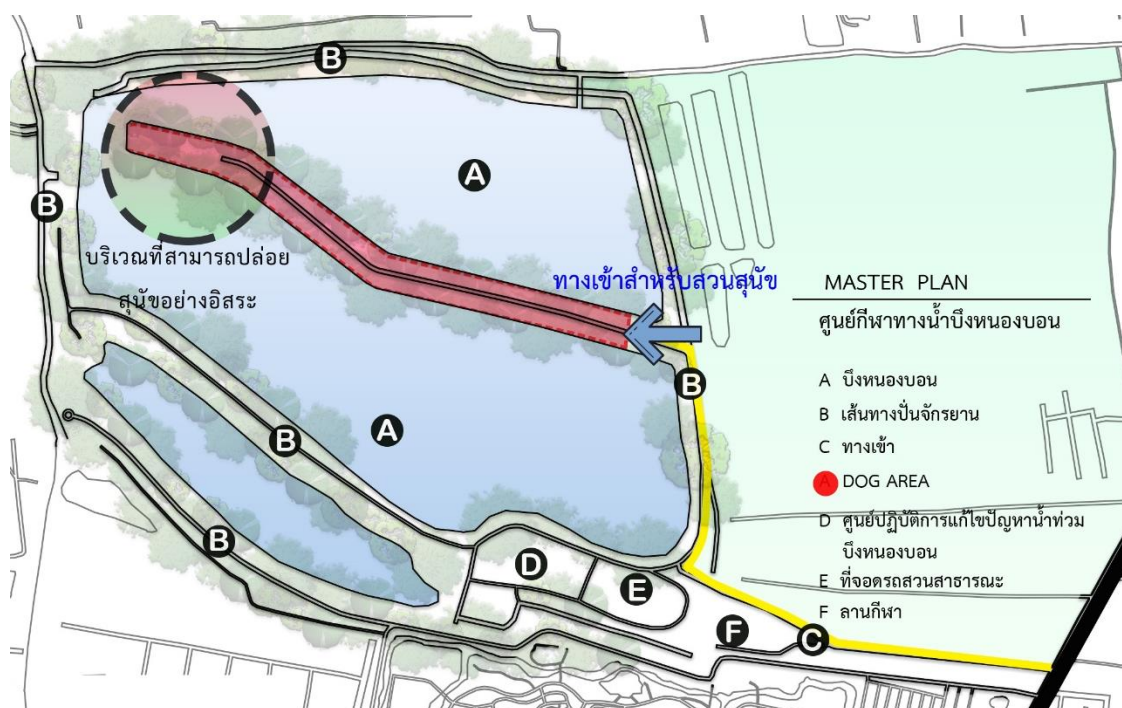 B
A
B
บริเวณที่สามารถปล่อย
สุนัขอย่างอิสระ
ทางเข้าสำหรับสวนสุนัข
B
A
B
B
D
E
F
C
MASTER PLAN
ศูนย์กีฬาทางน้ำบึงหนองบอน
A บึงหนองบอน
B เส้นทางปั่นจักรยาน
C ทางเข้า
A DOG AREA
D ศูนย์ปฏิบัติการแก้ไขปัญหาน้ำท่วม
บึงหนองบอน
E ที่จอดรถสวนสาธารณะ
F ลานกีฬา